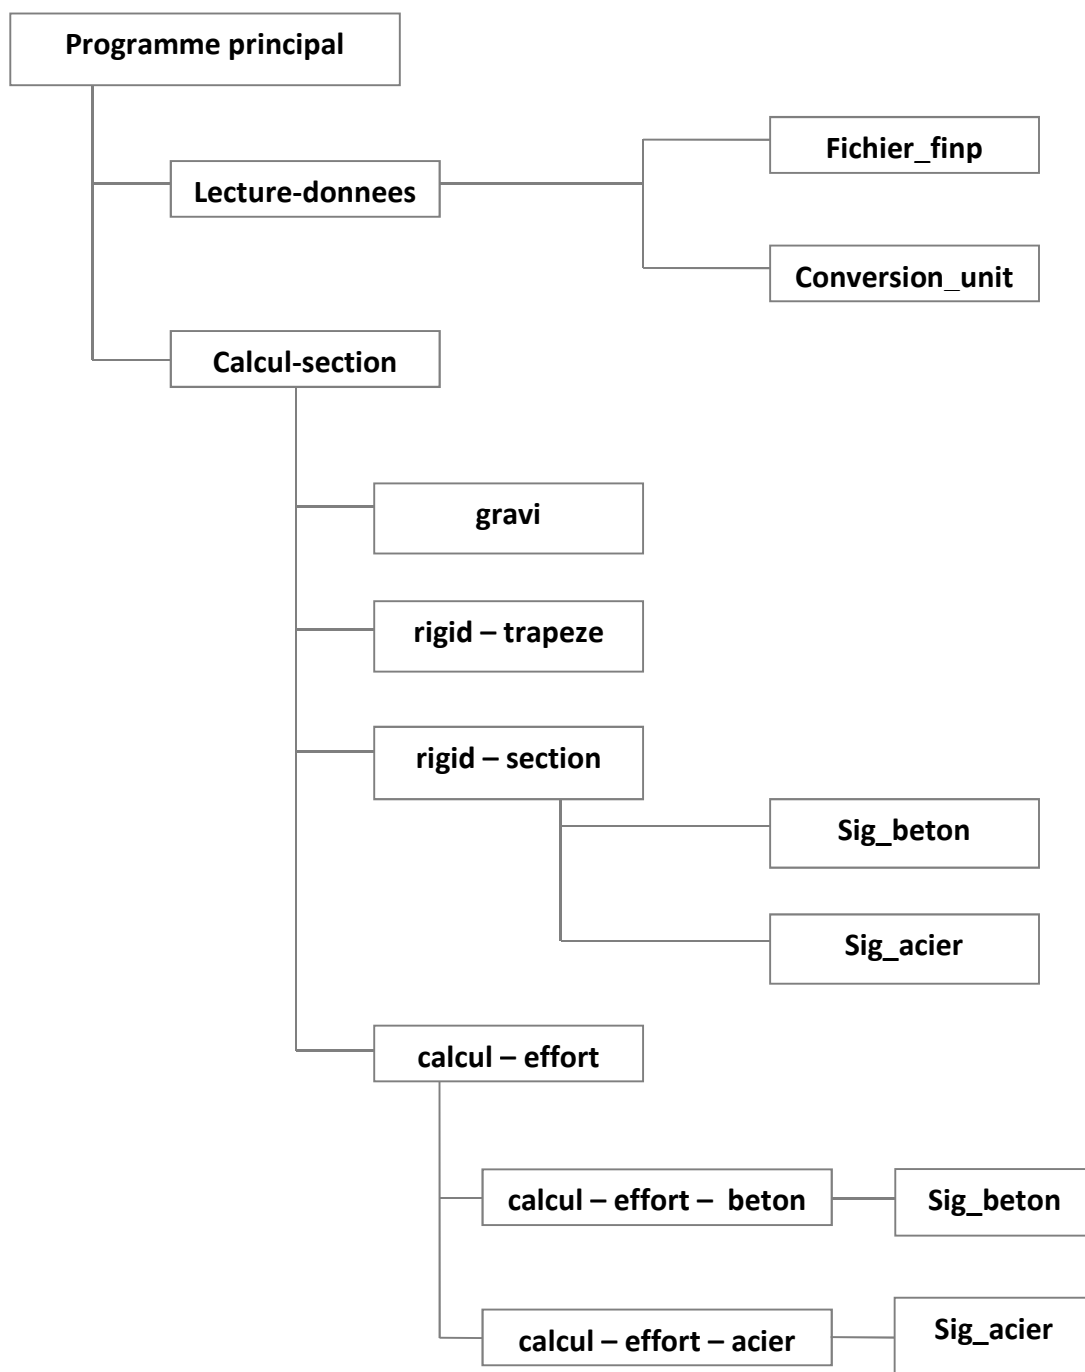 Programme principal
Fichier_finp
Lecture-donnees
Conversion_unit
Calcul-section
gravi
rigid – trapeze
rigid – section
Sig_beton
Sig_acier
calcul – effort
calcul – effort – beton
Sig_beton
calcul – effort – acier
Sig_acier